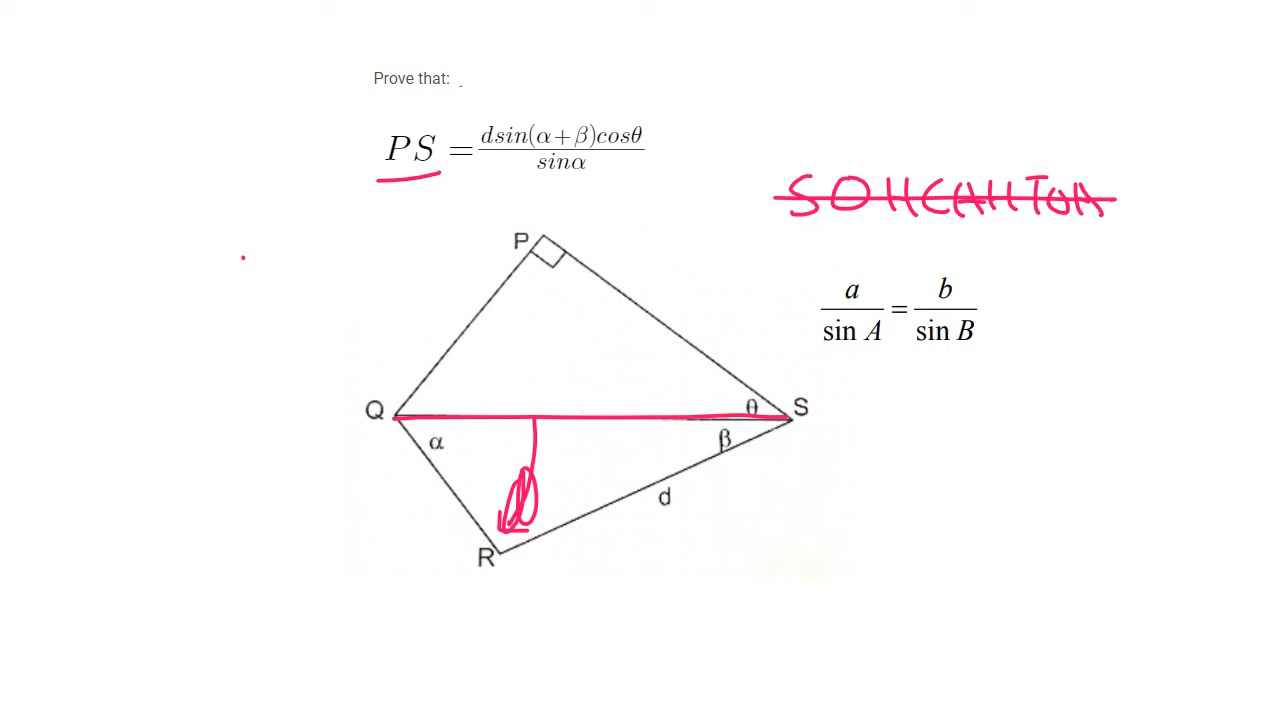 Prove that:
PS = dsin(α+β)cosθ / sinα
SOHCAHTOA
P
a / sin A = b / sin B
Q
θ
S
α
β
d
R